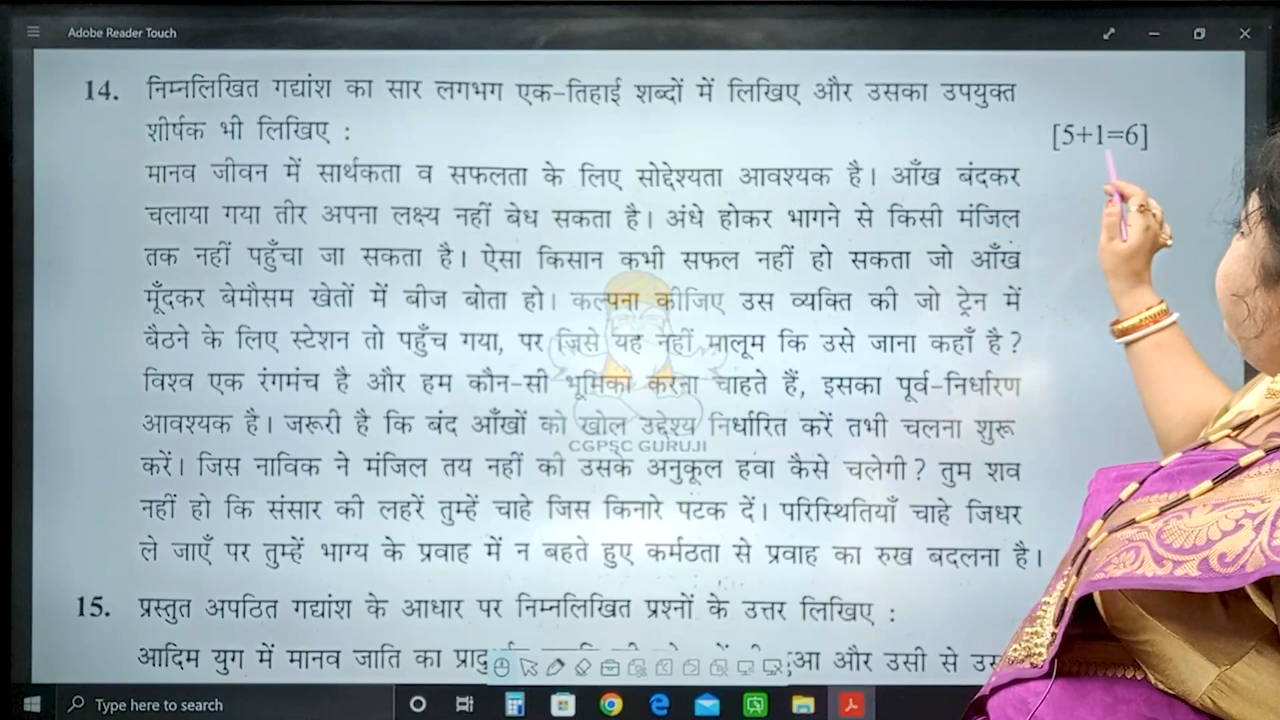 Adobe Reader Touch
14. निम्नलिखित गद्यांश का सार लगभग एक-तिहाई शब्दों में लिखिए और उसका उपयुक्त
शीर्षक भी लिखिए :
[5+1=6]
मानव जीवन में सार्थकता व सफलता के लिए सोद्देश्यता आवश्यक है। आँख बंदकर
चलाया गया तीर अपना लक्ष्य नहीं बेध सकता है। अंधे होकर भागने से किसी मंजिल
तक नहीं पहुँचा जा सकता है। ऐसा किसान कभी सफल नहीं हो सकता जो आँख
मूँदकर बेमौसम खेतों में बीज बोता हो। कल्पना कीजिए उस व्यक्ति की जो ट्रेन में
बैठने के लिए स्टेशन तो पहुँच गया, पर जिसे यह नहीं मालूम कि उसे जाना कहाँ है?
विश्व एक रंगमंच है और हम कौन-सी भूमिका करना चाहते हैं, इसका पूर्व-निर्धारण
आवश्यक है। जरूरी है कि बंद आँखों को खोल उद्देश्य निर्धारित करें तभी चलना शुरू
CGPSC GURUJI
करें। जिस नाविक ने मंजिल तय नहीं की उसके अनुकूल हवा कैसे चलेगी? तुम शव
नहीं हो कि संसार की लहरें तुम्हें चाहे जिस किनारे पटक दें। परिस्थितियाँ चाहे जिधर
ले जाएँ पर तुम्हें भाग्य के प्रवाह में न बहते हुए कर्मठता से प्रवाह का रुख बदलना है।
15. प्रस्तुत अपठित गद्यांश के आधार पर निम्नलिखित प्रश्नों के उत्तर लिखिए :
आदिम युग में मानव जाति का और उसी से
Type here to search